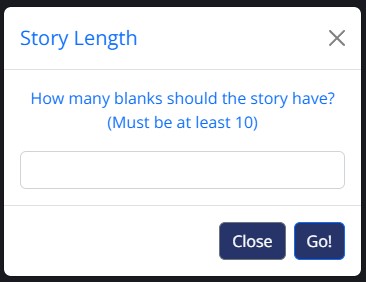 Story Length
How many blanks should the story have?
(Must be at least 10)
Close Go!